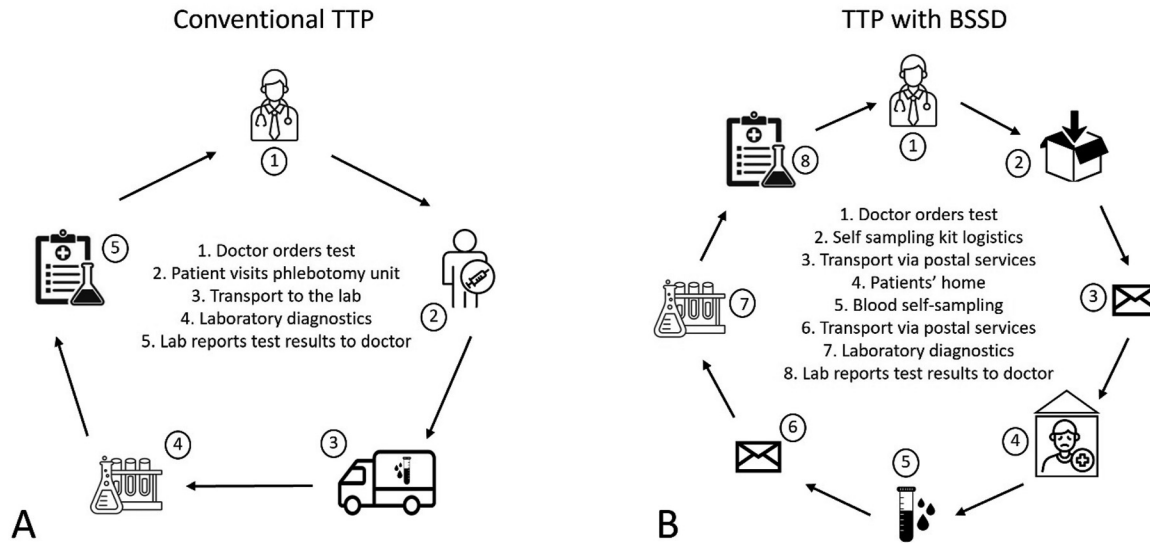 Conventional TTP
1
2
3
4
5
1. Doctor orders test
2. Patient visits phlebotomy unit
3. Transport to the lab
4. Laboratory diagnostics
5. Lab reports test results to doctor
A
TTP with BSSD
1
2
3
4
5
6
7
8
1. Doctor orders test
2. Self sampling kit logistics
3. Transport via postal services
4. Patients’ home
5. Blood self-sampling
6. Transport via postal services
7. Laboratory diagnostics
8. Lab reports test results to doctor
B